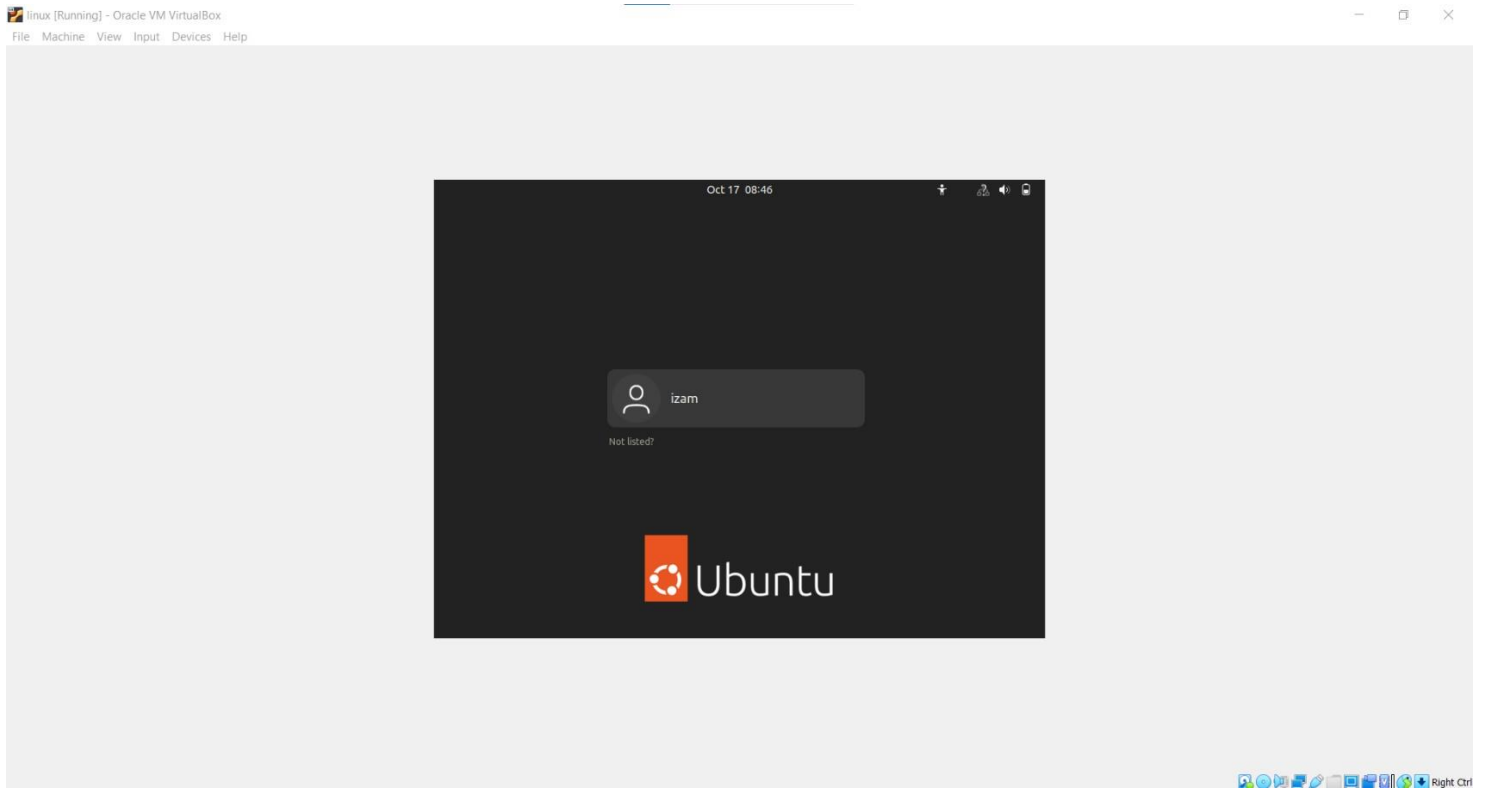 linux [Running] - Oracle VM VirtualBox
File Machine View Input Devices Help
Oct 17 08:46
izam
Not listed?
Ubuntu
Right Ctrl